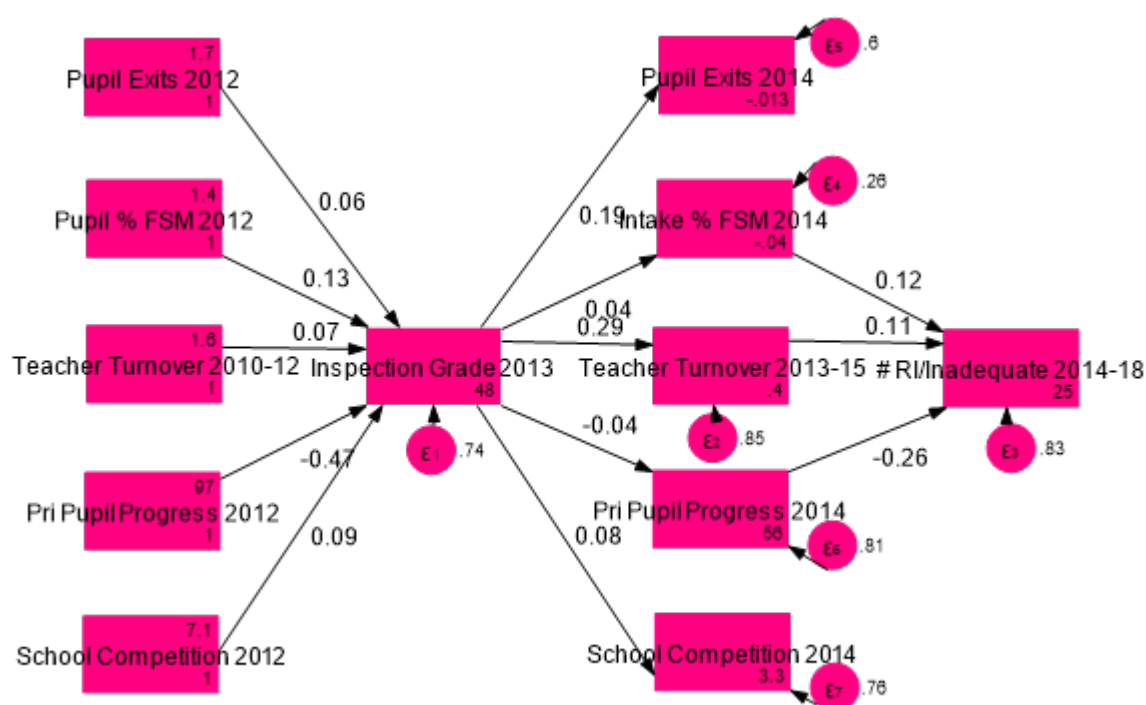 1.7
Pupil Exits 2012
1
1.4
Pupil % FSM 2012
1
1.6
Teacher Turnover 2010-12
1
97
Pri Pupil Progress 2012
1
7.1
School Competition 2012
1
0.06
0.13
0.07
-0.47
0.09
Inspection Grade 2013
48
ε1 .74
0.19
0.04
0.29
-0.04
0.08
Pupil Exits 2014
-.013
ε5 .6
Intake % FSM 2014
-.04
ε4 .26
Teacher Turnover 2013-15
.4
ε2 .85
Pri Pupil Progress 2014
56
ε6 .81
School Competition 2014
3.3
ε7 .76
0.12
0.11
-0.26
# RI/Inadequate 2014-18
25
ε3 .83